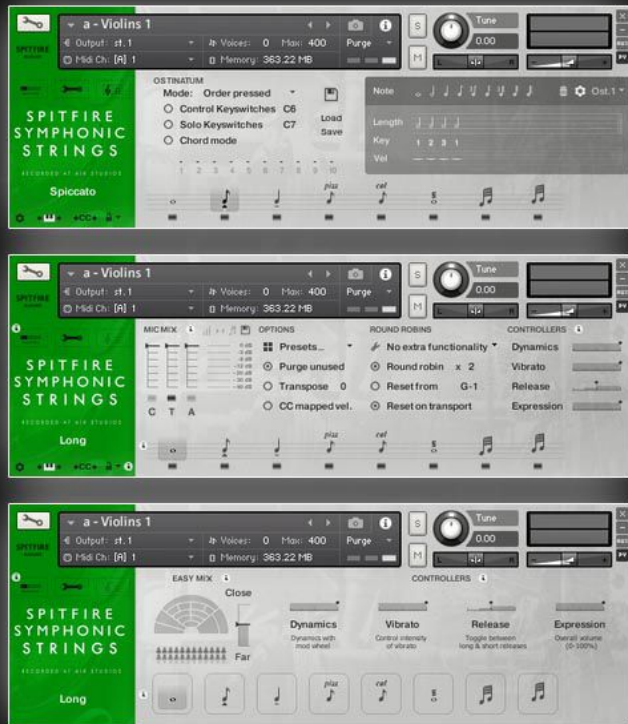 a - Violins 1
Output: st. 1 Voices: 0 Max: 400 Purge
Midi Ch: [A] 1 Memory: 363.22 MB
S
M
Tune
0.00
L R
PV
SPITFIRE
SPITFIRE
SYMPHONIC
STRINGS
RECORDED AT AIR STUDIOS
Spiccato
CC
OSTINATUM
Mode: Order pressed
Control Keyswitches C6
Solo Keyswitches C7
Chord mode
Load
Save
1 2 3 4 5 6 7 8 9 10
Note
Ost.1
Length
Key 1 2 3 1
Vel
pizz
col
a - Violins 1
Output: st. 1 Voices: 0 Max: 400 Purge
Midi Ch: [A] 1 Memory: 363.22 MB
S
M
Tune
0.00
L R
PV
SPITFIRE
SPITFIRE
SYMPHONIC
STRINGS
RECORDED AT AIR STUDIOS
Long
CC
MIC MIX
C T A
OPTIONS
Presets...
Purge unused
Transpose 0
CC mapped vel.
ROUND ROBINS
No extra functionality
Round robin x 2
Reset from G-1
Reset on transport
CONTROLLERS
Dynamics
Vibrato
Release
Expression
pizz
col
a - Violins 1
Output: st. 1 Voices: 0 Max: 400 Purge
Midi Ch: [A] 1 Memory: 363.22 MB
S
M
Tune
0.00
L R
PV
SPITFIRE
SPITFIRE
SYMPHONIC
STRINGS
RECORDED AT AIR STUDIOS
Long
EASY MIX
Close
Far
CONTROLLERS
Dynamics
Dynamics with
mod wheel
Vibrato
Control intensity
of vibrato
Release
Toggle between
long & short releases
Expression
Overall volume
(0-100%)
pizz
col